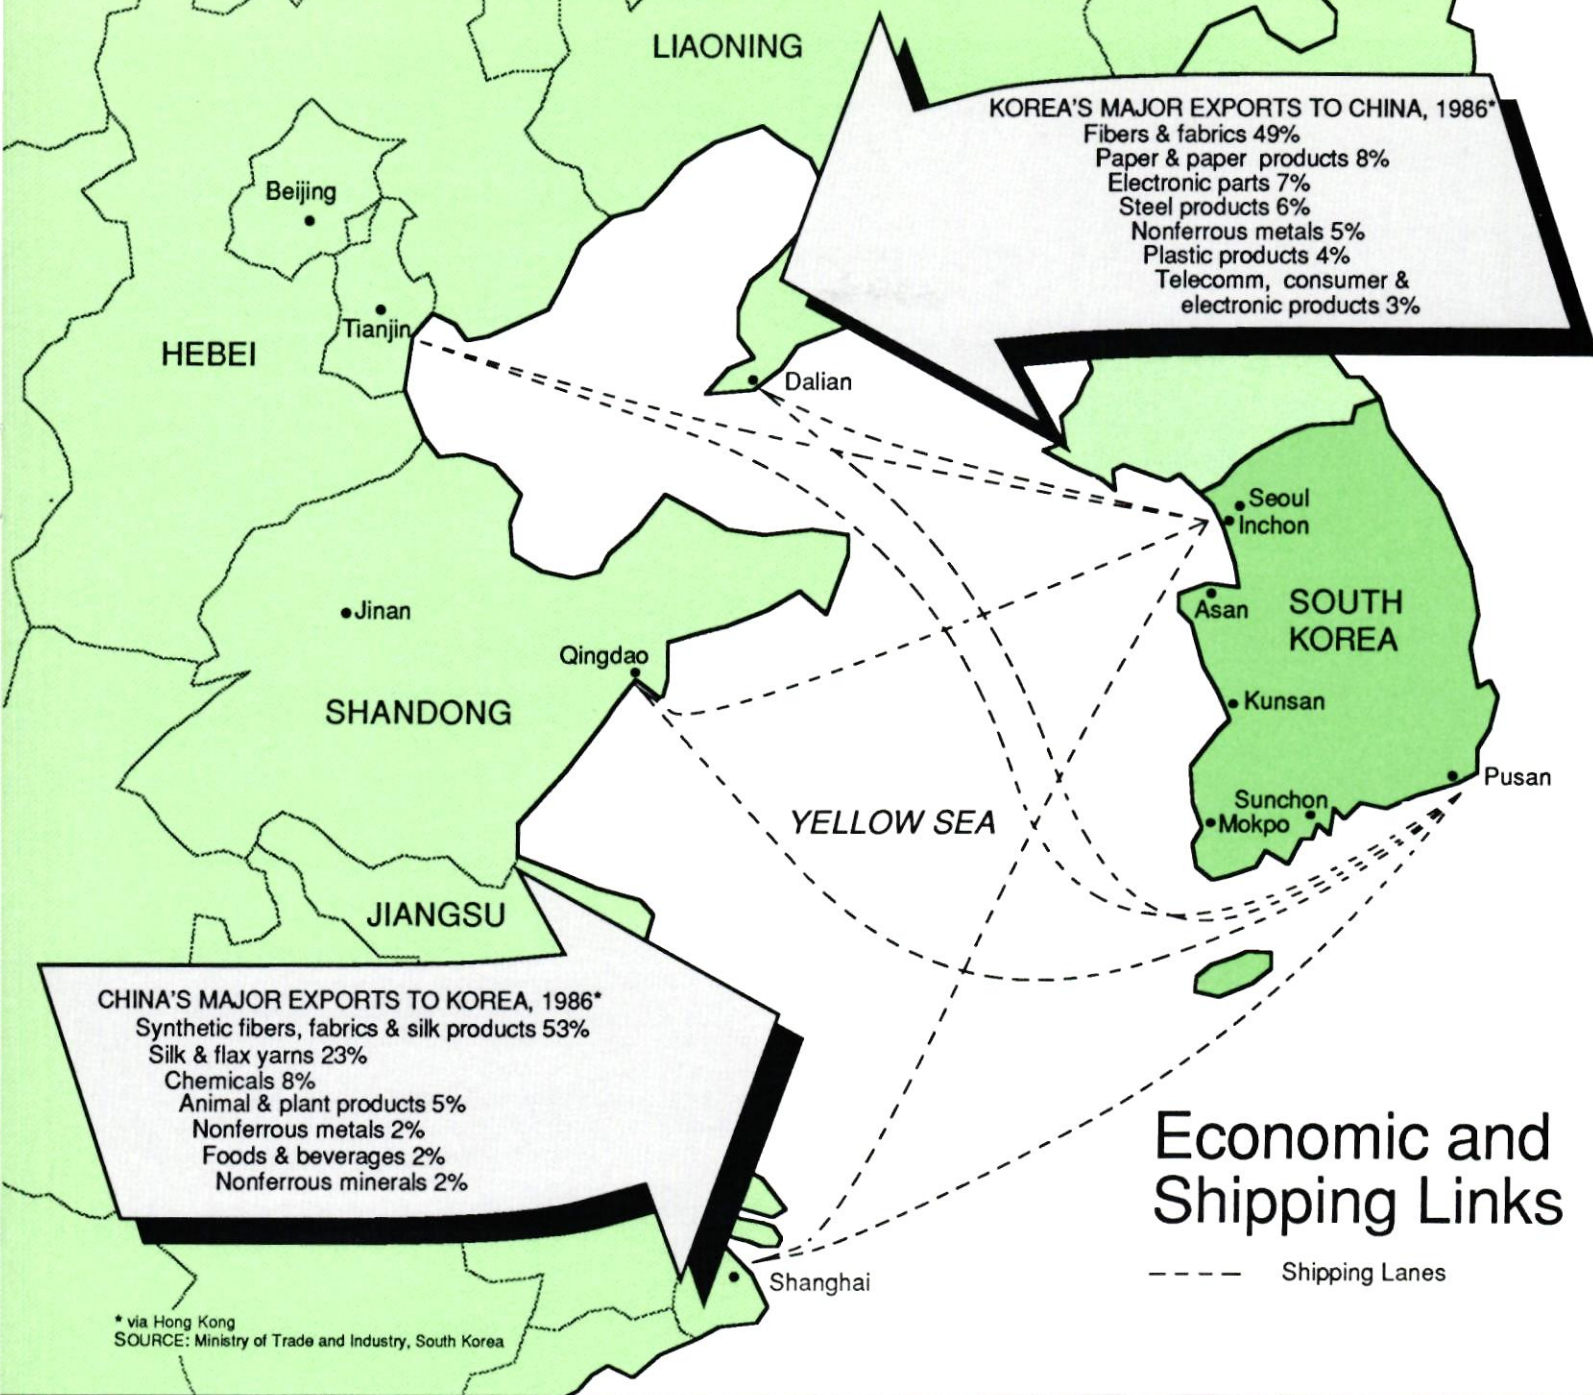 LIAONING
KOREA'S MAJOR EXPORTS TO CHINA, 1986*
Fibers & fabrics 49%
Paper & paper products 8%
Electronic parts 7%
Steel products 6%
Nonferrous metals 5%
Plastic products 4%
Telecomm, consumer &
electronic products 3%
Beijing
Tianjin
HEBEI
Dalian
Seoul
Inchon
Jinan
Asan
SOUTH
KOREA
Qingdao
SHANDONG
Kunsan
Pusan
YELLOW SEA
Sunchon
Mokpo
JIANGSU
CHINA'S MAJOR EXPORTS TO KOREA, 1986*
Synthetic fibers, fabrics & silk products 53%
Silk & flax yarns 23%
Chemicals 8%
Animal & plant products 5%
Nonferrous metals 2%
Foods & beverages 2%
Nonferrous minerals 2%
Economic and
Shipping Links
Shipping Lanes
Shanghai
* via Hong Kong
SOURCE: Ministry of Trade and Industry, South Korea